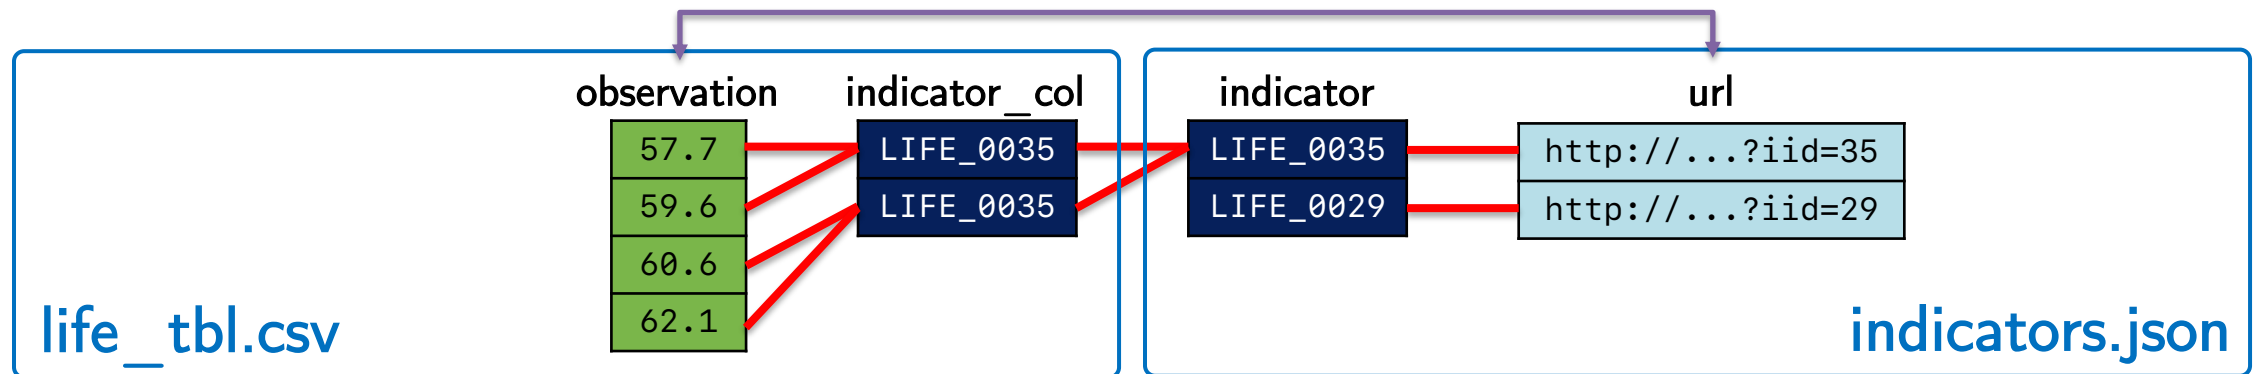 observation indicator_col indicator url
57.7 LIFE_0035 LIFE_0035 http://...?iid=35
59.6 LIFE_0035 LIFE_0029 http://...?iid=29
60.6
62.1
life_tbl.csv indicators.json